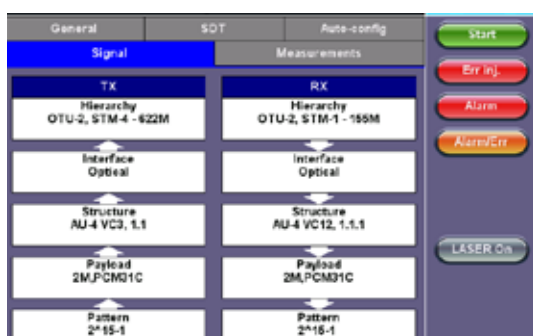 General
SDT
Auto-config
Signal
Measurements
TX
Hierarchy
OTU-2, STM-4 - 622M
Interface
Optical
Structure
AU-4 VC3, 1.1
Payload
2M,PCM31C
Pattern
2^15-1
RX
Hierarchy
OTU-2, STM-1 - 155M
Interface
Optical
Structure
AU-4 VC12, 1.1.1
Payload
2M,PCM31C
Pattern
2^15-1
Start
Err Inj.
Alarm
Alarm/Err
LASER On